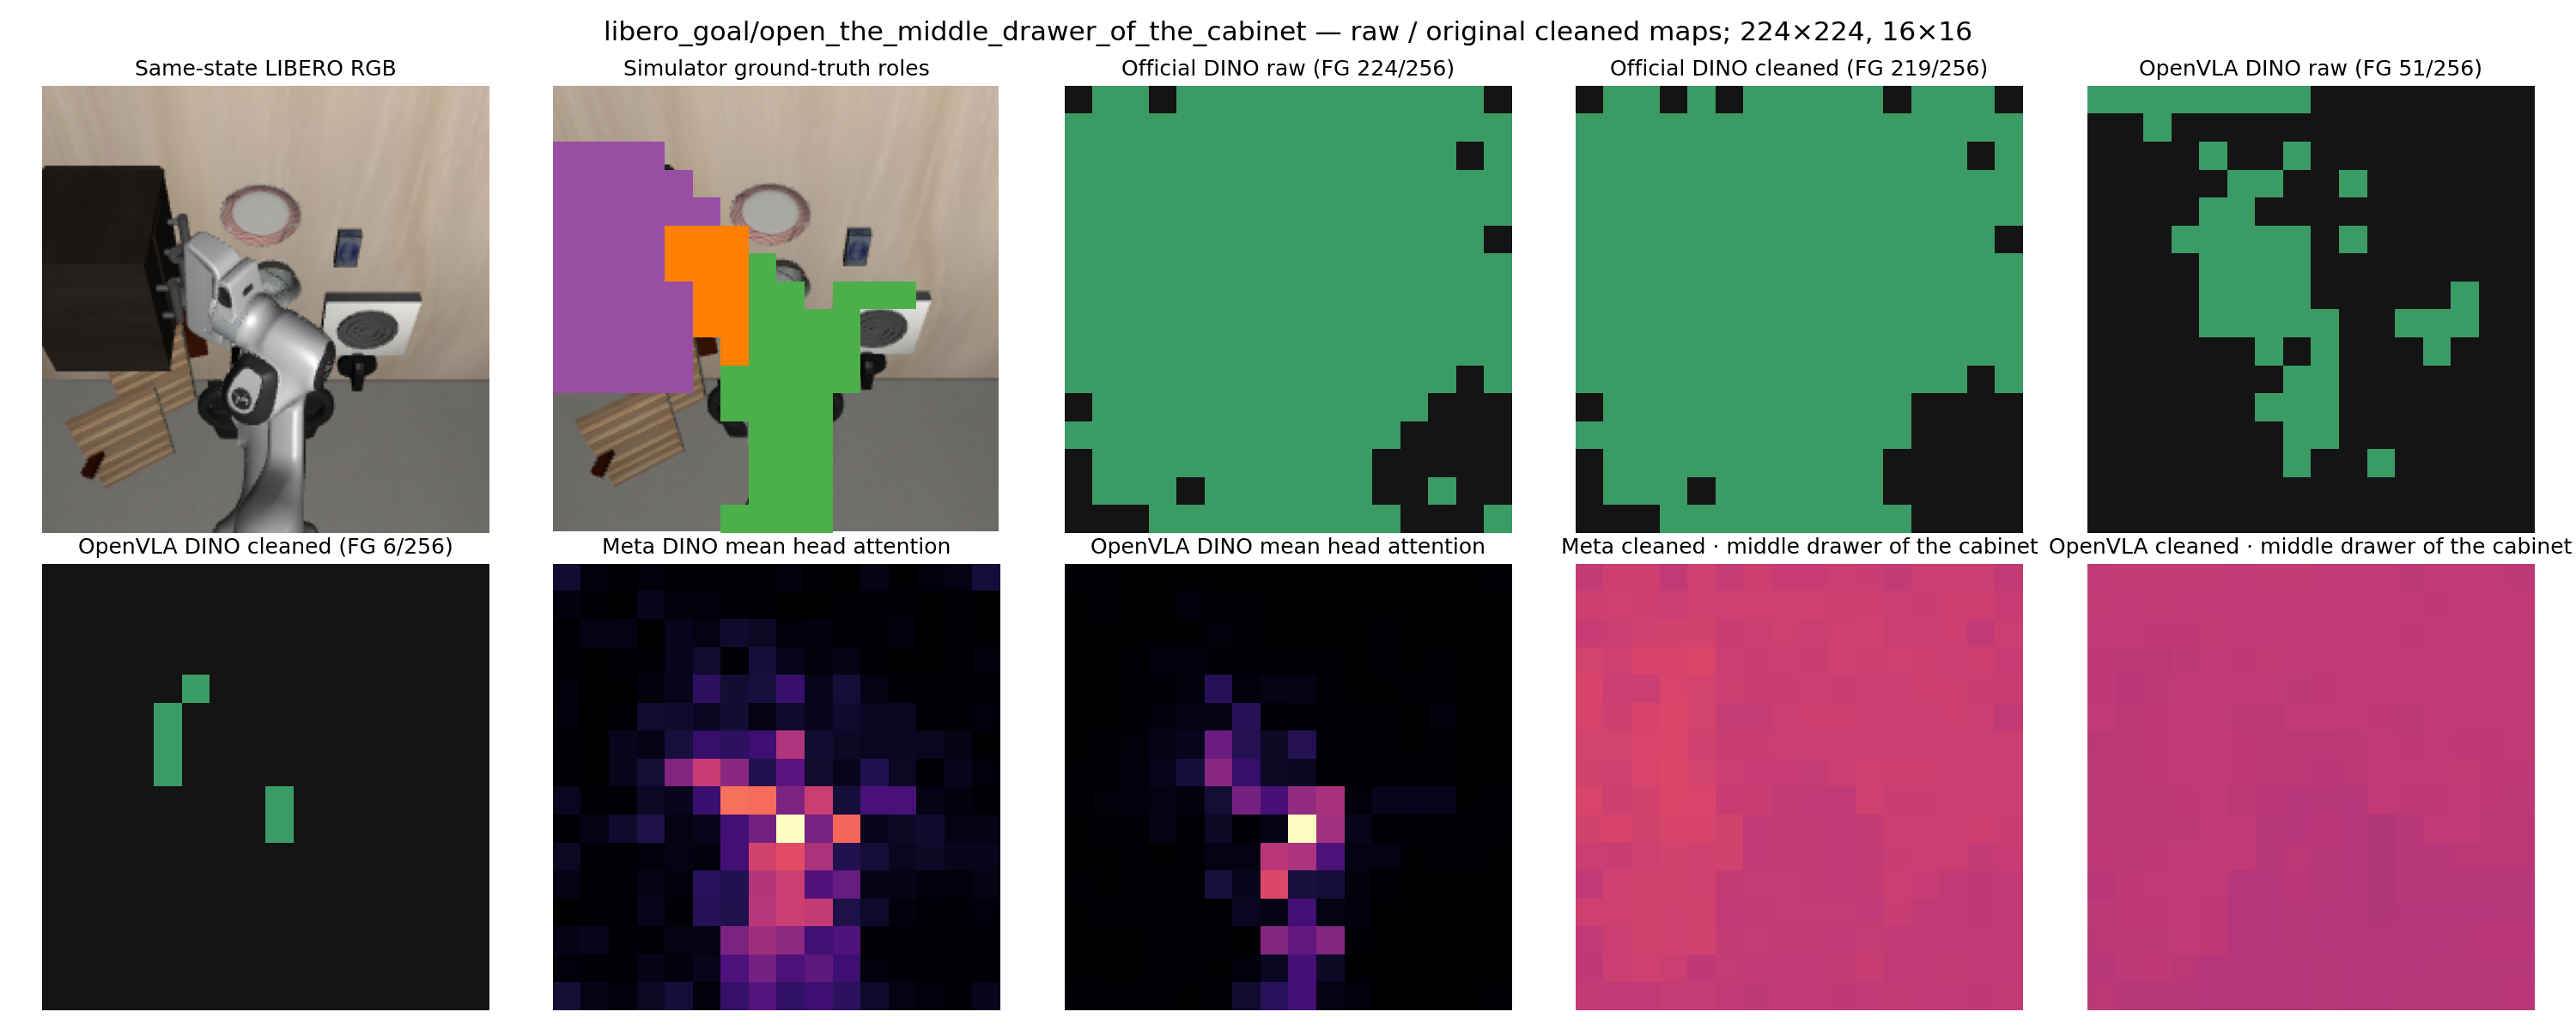 libero_goal/open_the_middle_drawer_of_the_cabinet — raw / original cleaned maps; 224×224, 16×16
Same-state LIBERO RGB
Simulator ground-truth roles
Official DINO raw (FG 224/256)
Official DINO cleaned (FG 219/256)
OpenVLA DINO raw (FG 51/256)
OpenVLA DINO cleaned (FG 6/256)
Meta DINO mean head attention
OpenVLA DINO mean head attention
Meta cleaned · middle drawer of the cabinet
OpenVLA cleaned · middle drawer of the cabinet